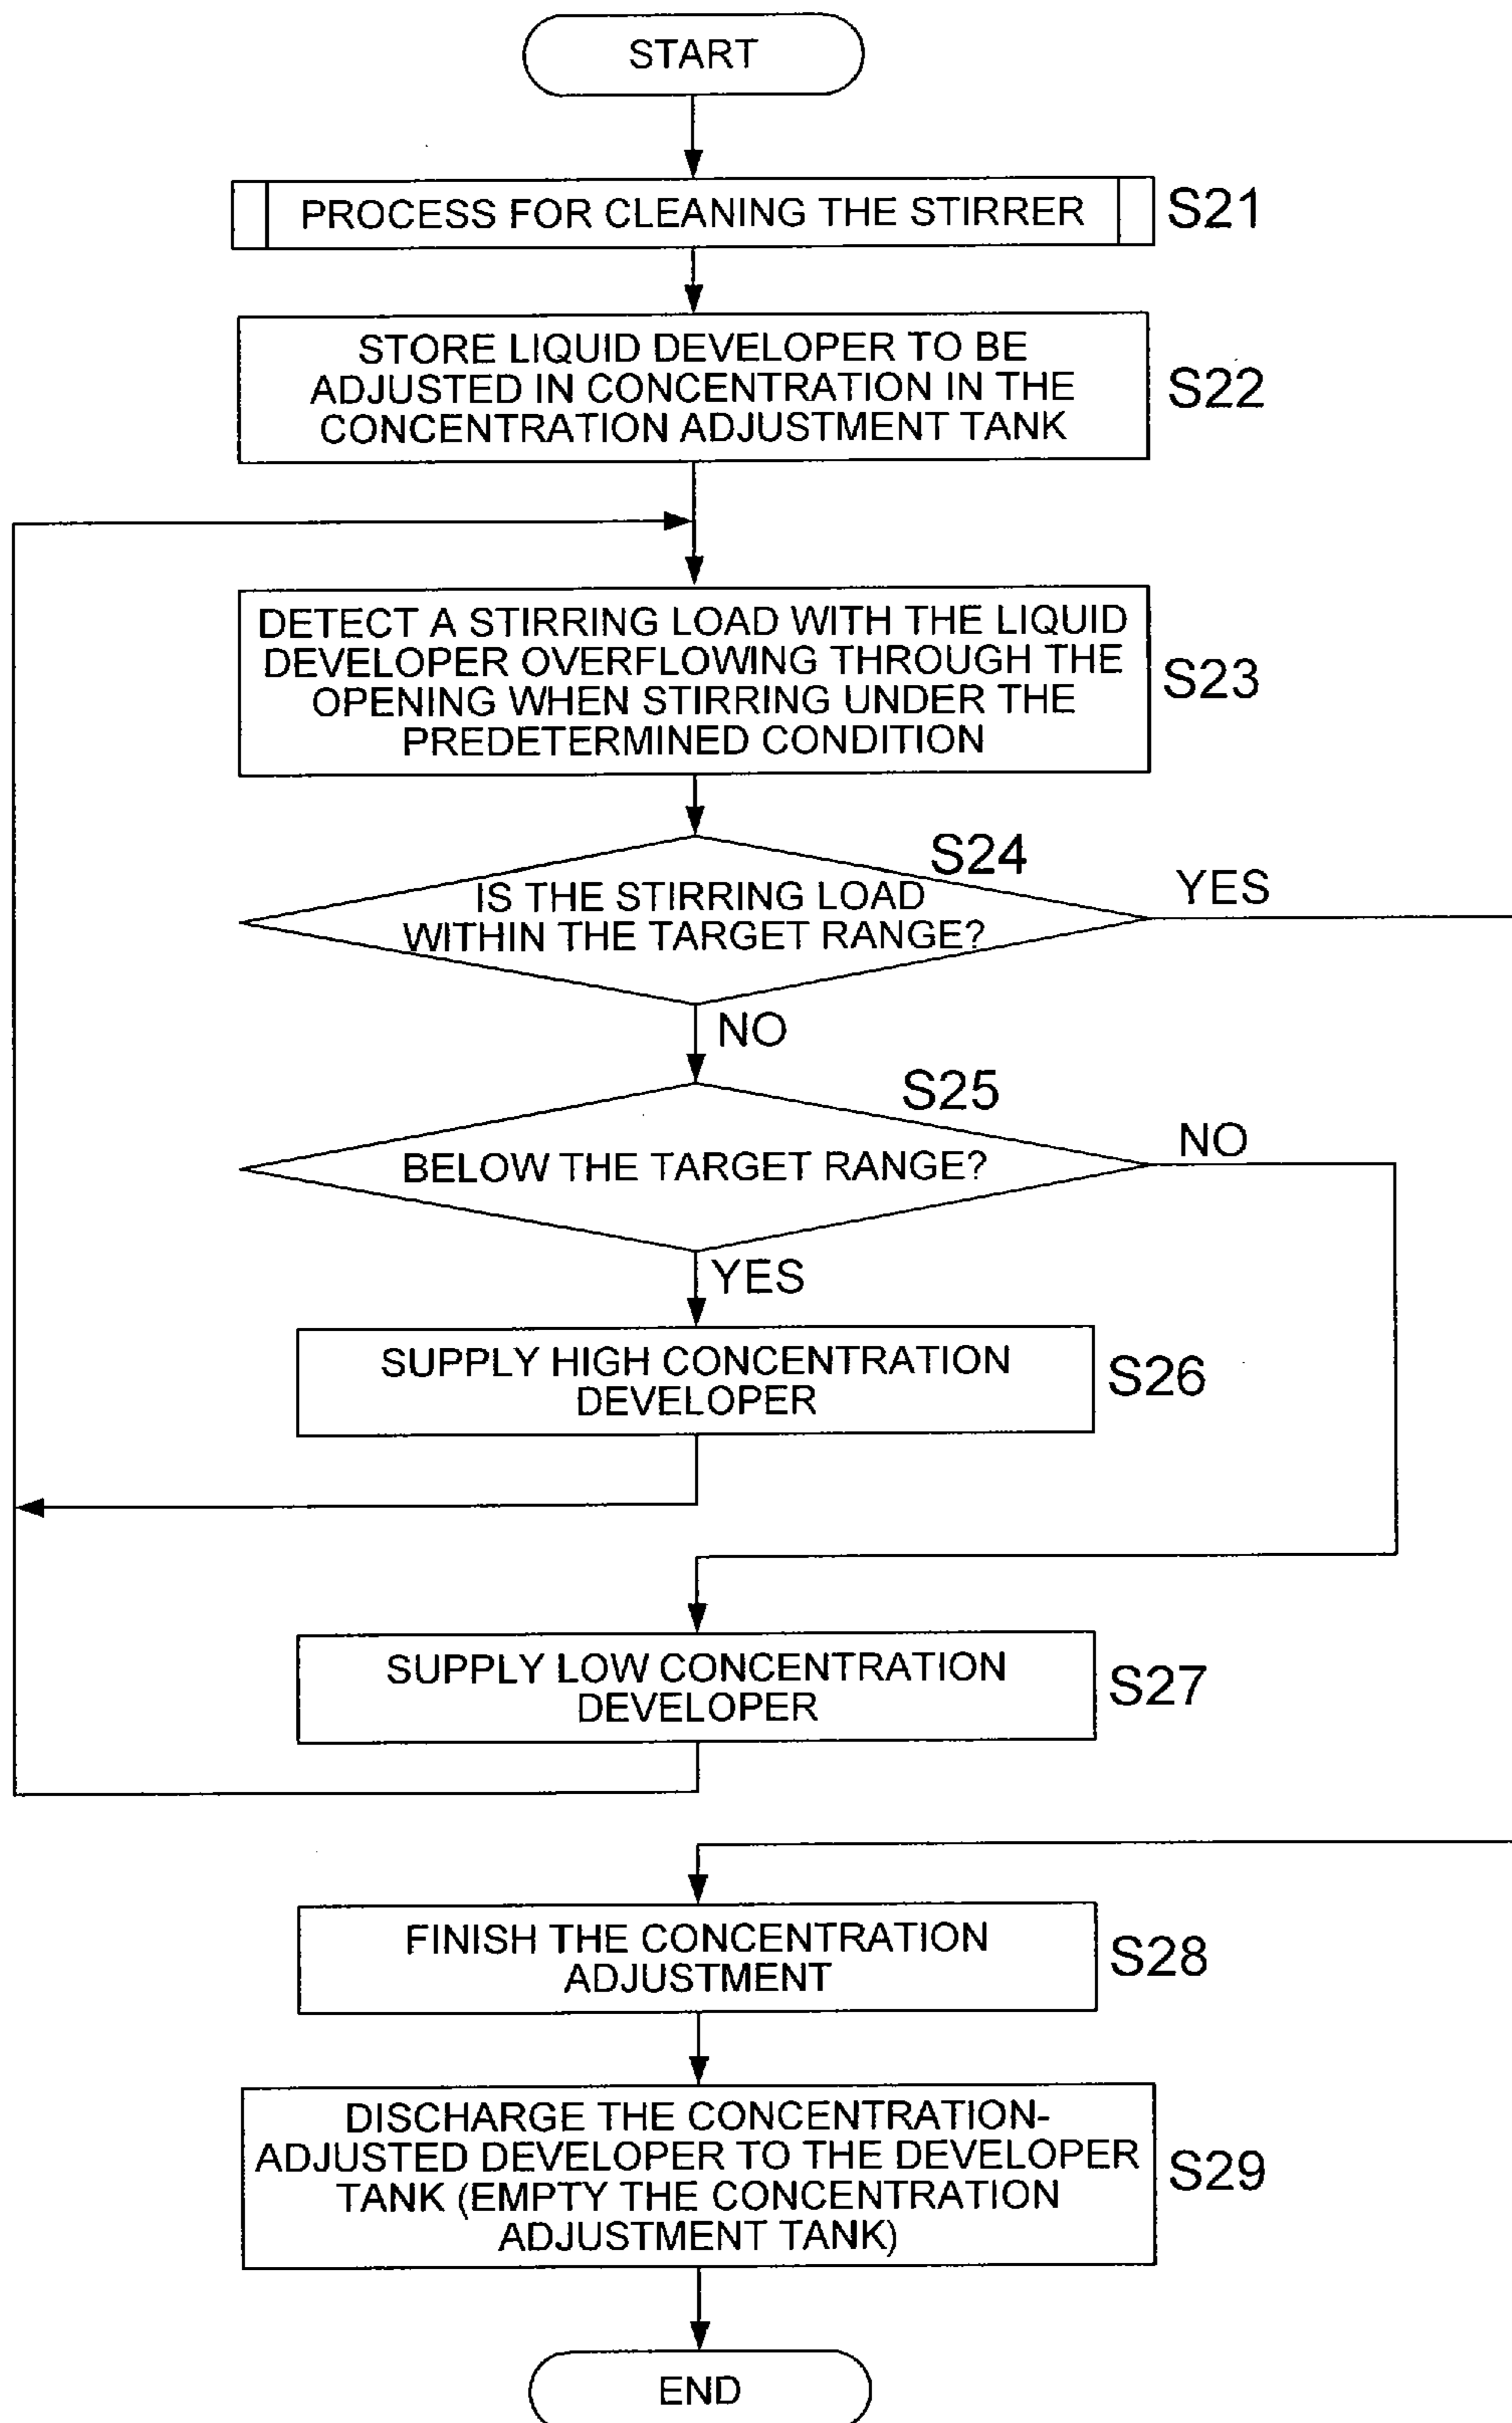 START
PROCESS FOR CLEANING THE STIRRER
S21
STORE LIQUID DEVELOPER TO BE
ADJUSTED IN CONCENTRATION IN THE
CONCENTRATION ADJUSTMENT TANK
S22
DETECT A STIRRING LOAD WITH THE LIQUID
DEVELOPER OVERFLOWING THROUGH THE
OPENING WHEN STIRRING UNDER THE
PREDETERMINED CONDITION
S23
S24
IS THE STIRRING LOAD
WITHIN THE TARGET RANGE?
YES
NO
S25
BELOW THE TARGET RANGE?
NO
YES
SUPPLY HIGH CONCENTRATION
DEVELOPER
S26
SUPPLY LOW CONCENTRATION
DEVELOPER
S27
FINISH THE CONCENTRATION
ADJUSTMENT
S28
DISCHARGE THE CONCENTRATION-
ADJUSTED DEVELOPER TO THE DEVELOPER
TANK (EMPTY THE CONCENTRATION
ADJUSTMENT TANK)
S29
END